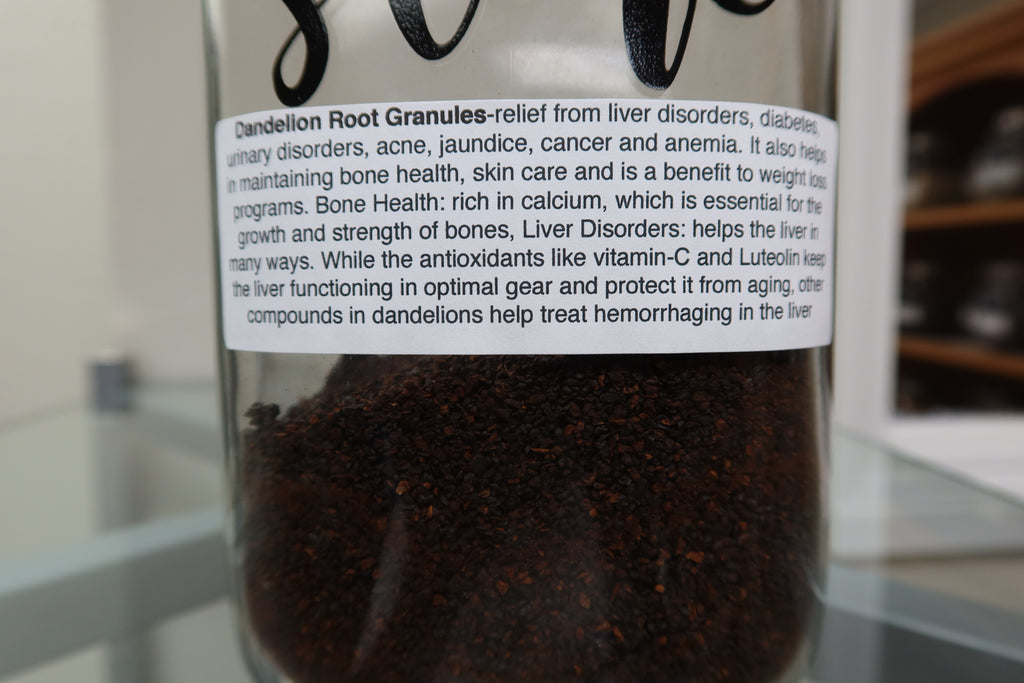 Dandelion Root Granules-relief from liver disorders, diabetes,
urinary disorders, acne, jaundice, cancer and anemia. It also helps
in maintaining bone health, skin care and is a benefit to weight loss
programs. Bone Health: rich in calcium, which is essential for the
growth and strength of bones, Liver Disorders: helps the liver in
many ways. While the antioxidants like vitamin-C and Luteolin keep
the liver functioning in optimal gear and protect it from aging, other
compounds in dandelions help treat hemorrhaging in the liver